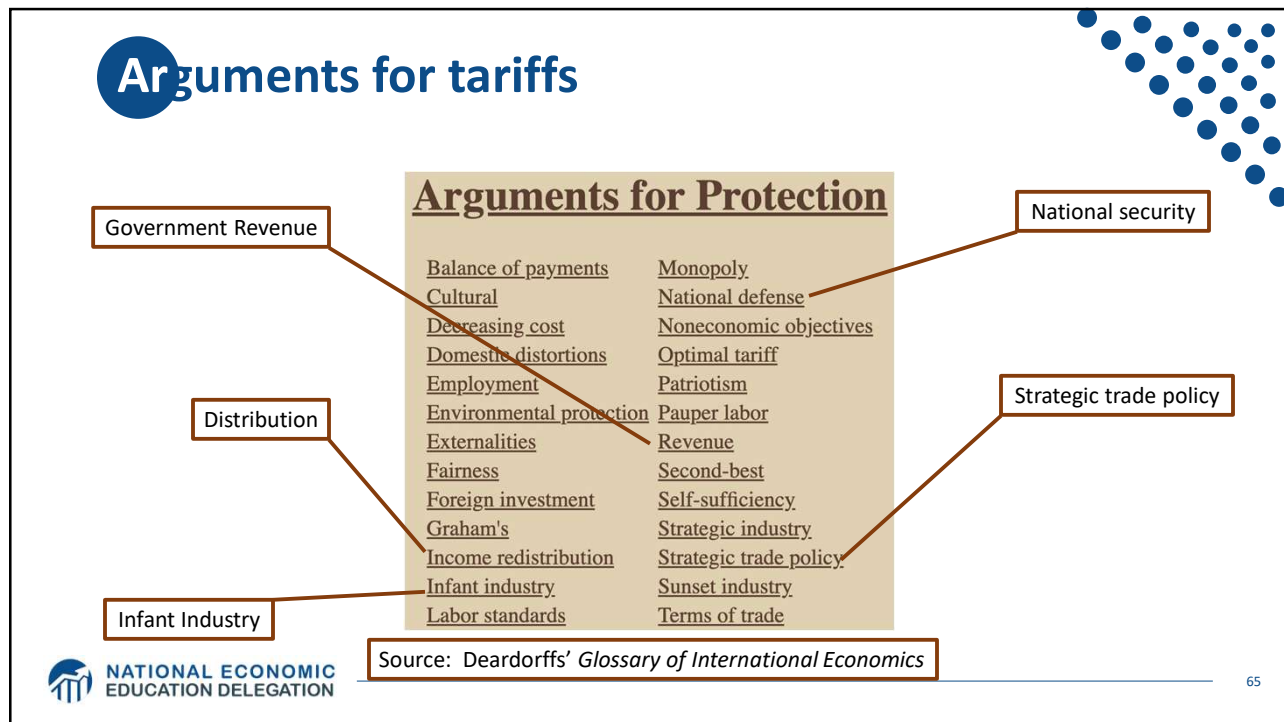 Arguments for tariffs
Arguments for Protection
Government Revenue
National security
Balance of payments
Cultural
Decreasing cost
Domestic distortions
Employment
Environmental protection
Externalities
Fairness
Foreign investment
Graham's
Income redistribution
Infant industry
Labor standards
Monopoly
National defense
Noneconomic objectives
Optimal tariff
Patriotism
Pauper labor
Revenue
Second-best
Self-sufficiency
Strategic industry
Strategic trade policy
Sunset industry
Terms of trade
Distribution
Strategic trade policy
Infant Industry
Source: Deardorffs' Glossary of International Economics
NATIONAL ECONOMIC
EDUCATION DELEGATION
65